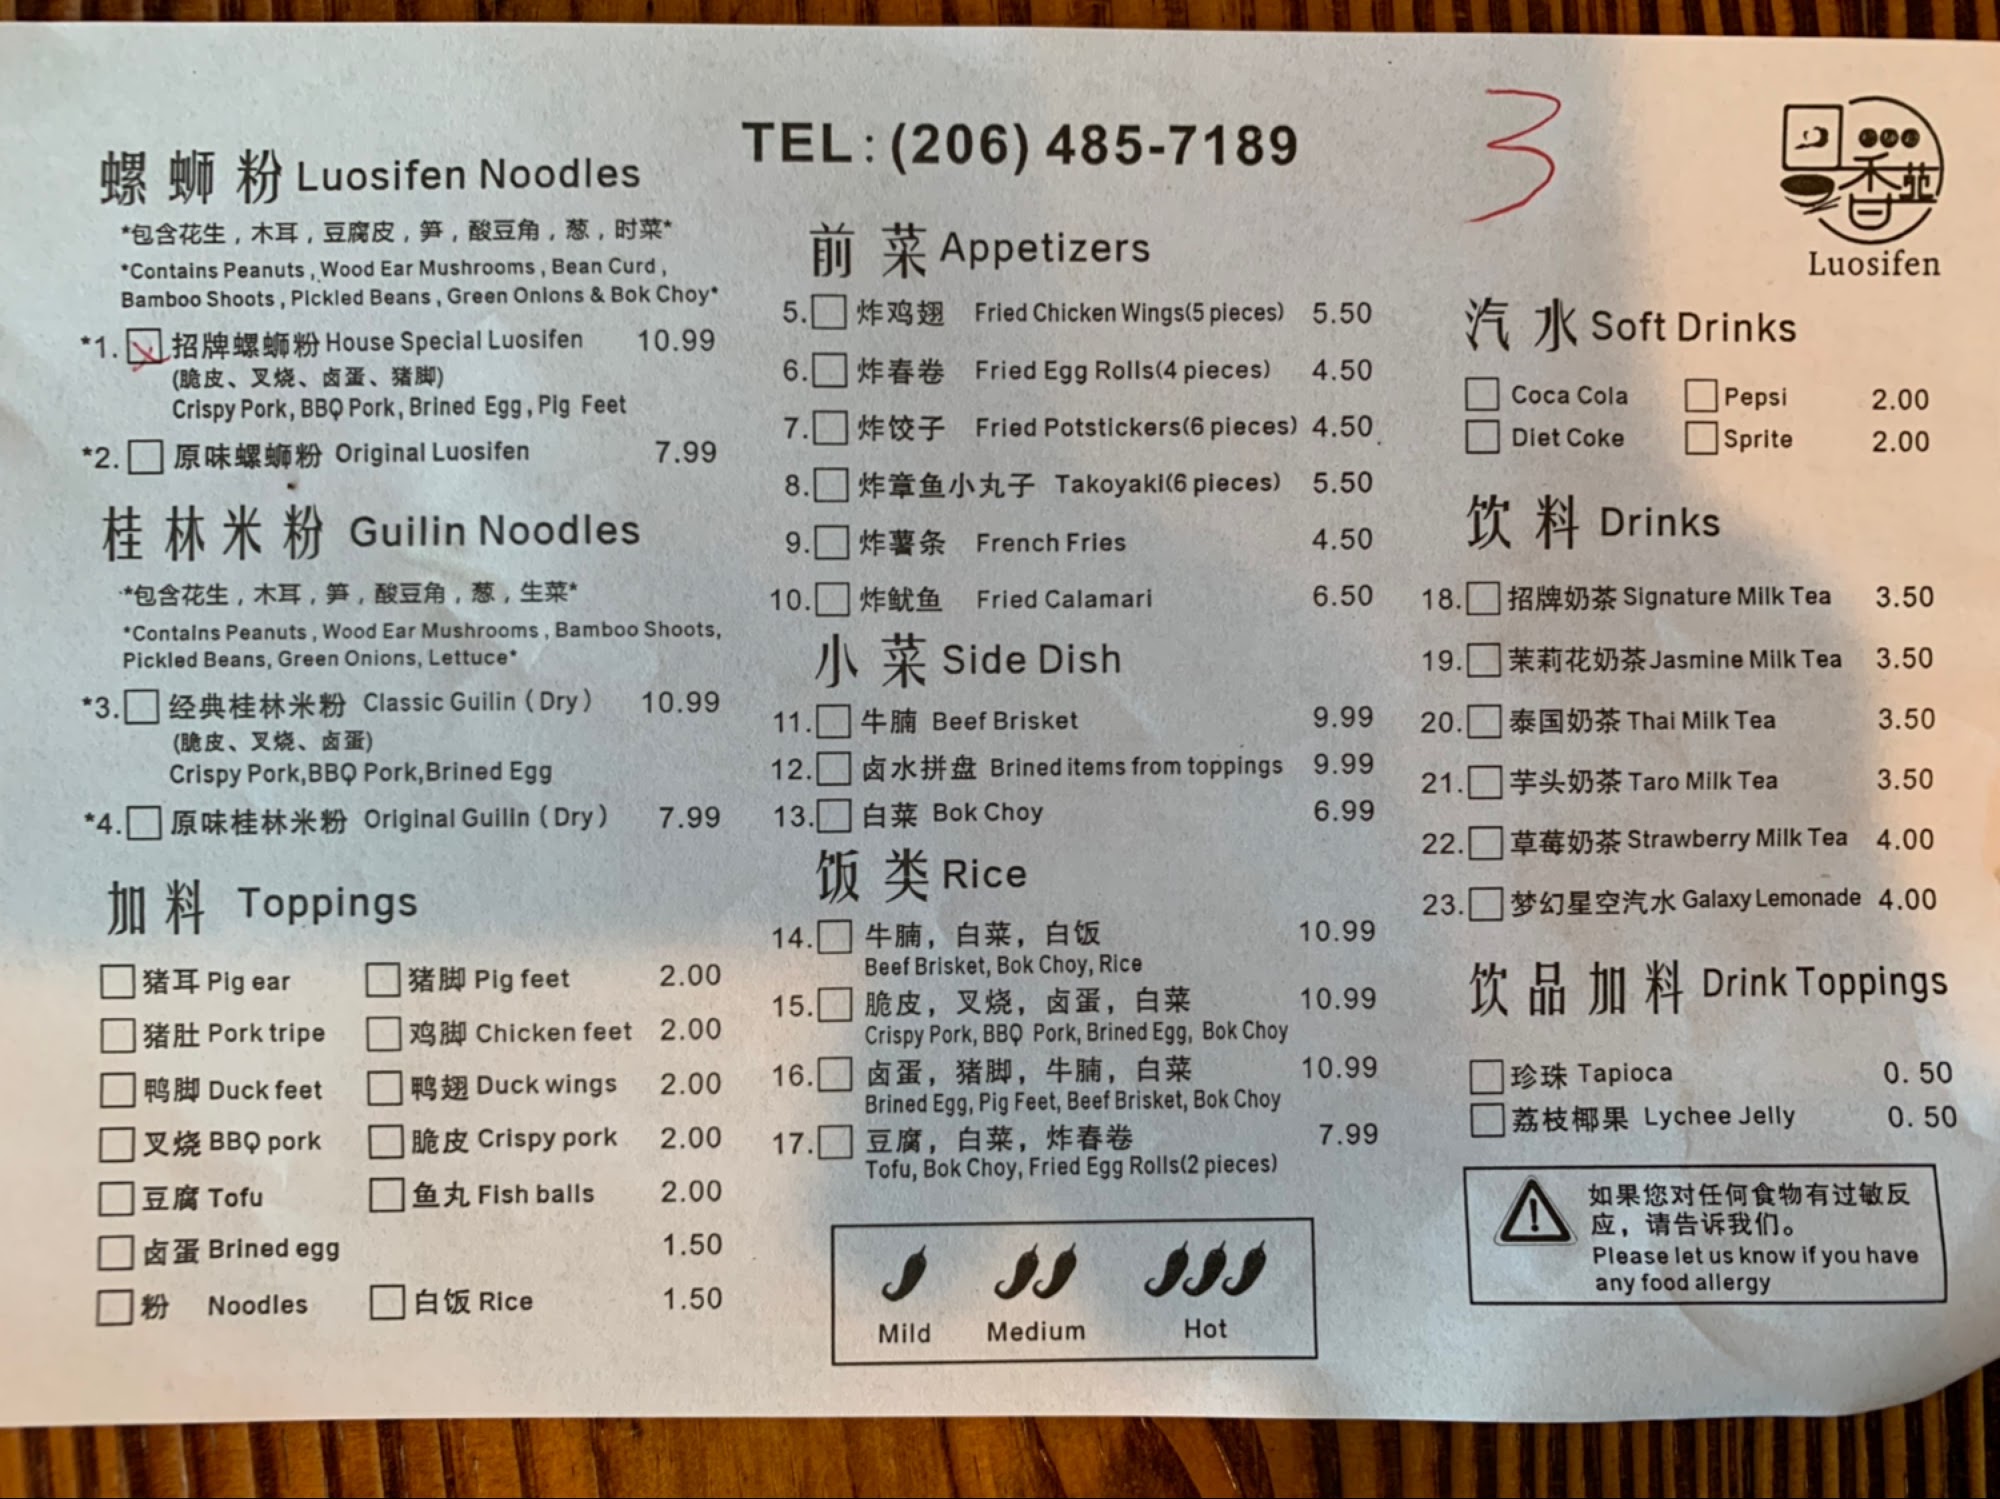 TEL: (206) 485-7189
3
香苑
Luosifen
螺蛳粉 Luosifen Noodles
*包含花生，木耳，豆腐皮，笋，酸豆角，葱，时菜*
*Contains Peanuts, Wood Ear Mushrooms, Bean Curd,
Bamboo Shoots, Pickled Beans, Green Onions & Bok Choy*
*1. 招牌螺蛳粉 House Special Luosifen 10.99
(脆皮、叉烧、卤蛋、猪脚)
Crispy Pork, BBQ Pork, Brined Egg, Pig Feet
*2. 原味螺蛳粉 Original Luosifen 7.99
桂林米粉 Guilin Noodles
*包含花生，木耳，笋，酸豆角，葱，生菜*
*Contains Peanuts, Wood Ear Mushrooms, Bamboo Shoots,
Pickled Beans, Green Onions, Lettuce*
*3. 经典桂林米粉 Classic Guilin (Dry) 10.99
(脆皮、叉烧、卤蛋)
Crispy Pork,BBQ Pork,Brined Egg
*4. 原味桂林米粉 Original Guilin (Dry) 7.99
加料 Toppings
猪耳 Pig ear 猪脚 Pig feet 2.00
猪肚 Pork tripe 鸡脚 Chicken feet 2.00
鸭脚 Duck feet 鸭翅 Duck wings 2.00
叉烧 BBQ pork 脆皮 Crispy pork 2.00
豆腐 Tofu 鱼丸 Fish balls 2.00
卤蛋 Brined egg 1.50
粉 Noodles 白饭 Rice 1.50
前菜 Appetizers
5. 炸鸡翅 Fried Chicken Wings(5 pieces) 5.50
6. 炸春卷 Fried Egg Rolls(4 pieces) 4.50
7. 炸饺子 Fried Potstickers(6 pieces) 4.50
8. 炸章鱼小丸子 Takoyaki(6 pieces) 5.50
9. 炸薯条 French Fries 4.50
10. 炸鱿鱼 Fried Calamari 6.50
小菜 Side Dish
11. 牛腩 Beef Brisket 9.99
12. 卤水拼盘 Brined items from toppings 9.99
13. 白菜 Bok Choy 6.99
饭类 Rice
14. 牛腩，白菜，白饭 10.99
Beef Brisket, Bok Choy, Rice
15. 脆皮，叉烧，卤蛋，白菜 10.99
Crispy Pork, BBQ Pork, Brined Egg, Bok Choy
16. 卤蛋，猪脚，牛腩，白菜 10.99
Brined Egg, Pig Feet, Beef Brisket, Bok Choy
17. 豆腐，白菜，炸春卷 7.99
Tofu, Bok Choy, Fried Egg Rolls(2 pieces)
Mild Medium Hot
汽水 Soft Drinks
Coca Cola Pepsi 2.00
Diet Coke Sprite 2.00
饮料 Drinks
18. 招牌奶茶 Signature Milk Tea 3.50
19. 茉莉花奶茶 Jasmine Milk Tea 3.50
20. 泰国奶茶 Thai Milk Tea 3.50
21. 芋头奶茶 Taro Milk Tea 3.50
22. 草莓奶茶 Strawberry Milk Tea 4.00
23. 梦幻星空汽水 Galaxy Lemonade 4.00
饮品加料 Drink Toppings
珍珠 Tapioca 0.50
荔枝椰果 Lychee Jelly 0.50
如果您对任何食物有过敏反
应，请告诉我们。
Please let us know if you have
any food allergy